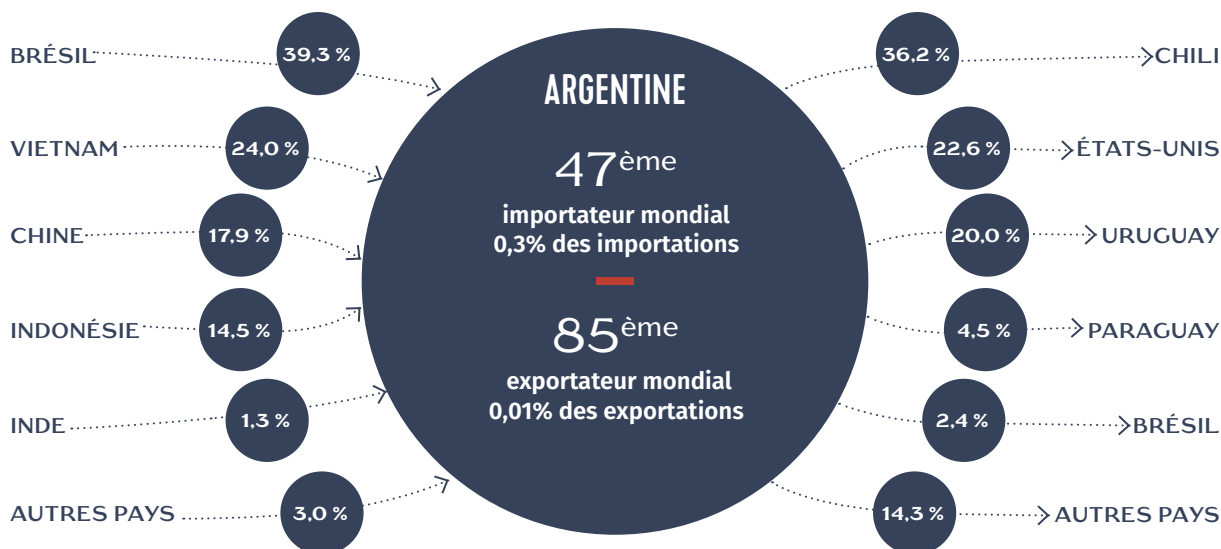 BRÉSIL
39,3 %
VIETNAM
24,0 %
CHINE
17,9 %
INDONÉSIE
14,5 %
INDE
1,3 %
AUTRES PAYS
3,0 %
ARGENTINE
47ème
importateur mondial
0,3% des importations
85ème
exportateur mondial
0,01% des exportations
36,2 %
CHILI
22,6 %
ÉTATS-UNIS
20,0 %
URUGUAY
4,5 %
PARAGUAY
2,4 %
BRÉSIL
14,3 %
AUTRES PAYS